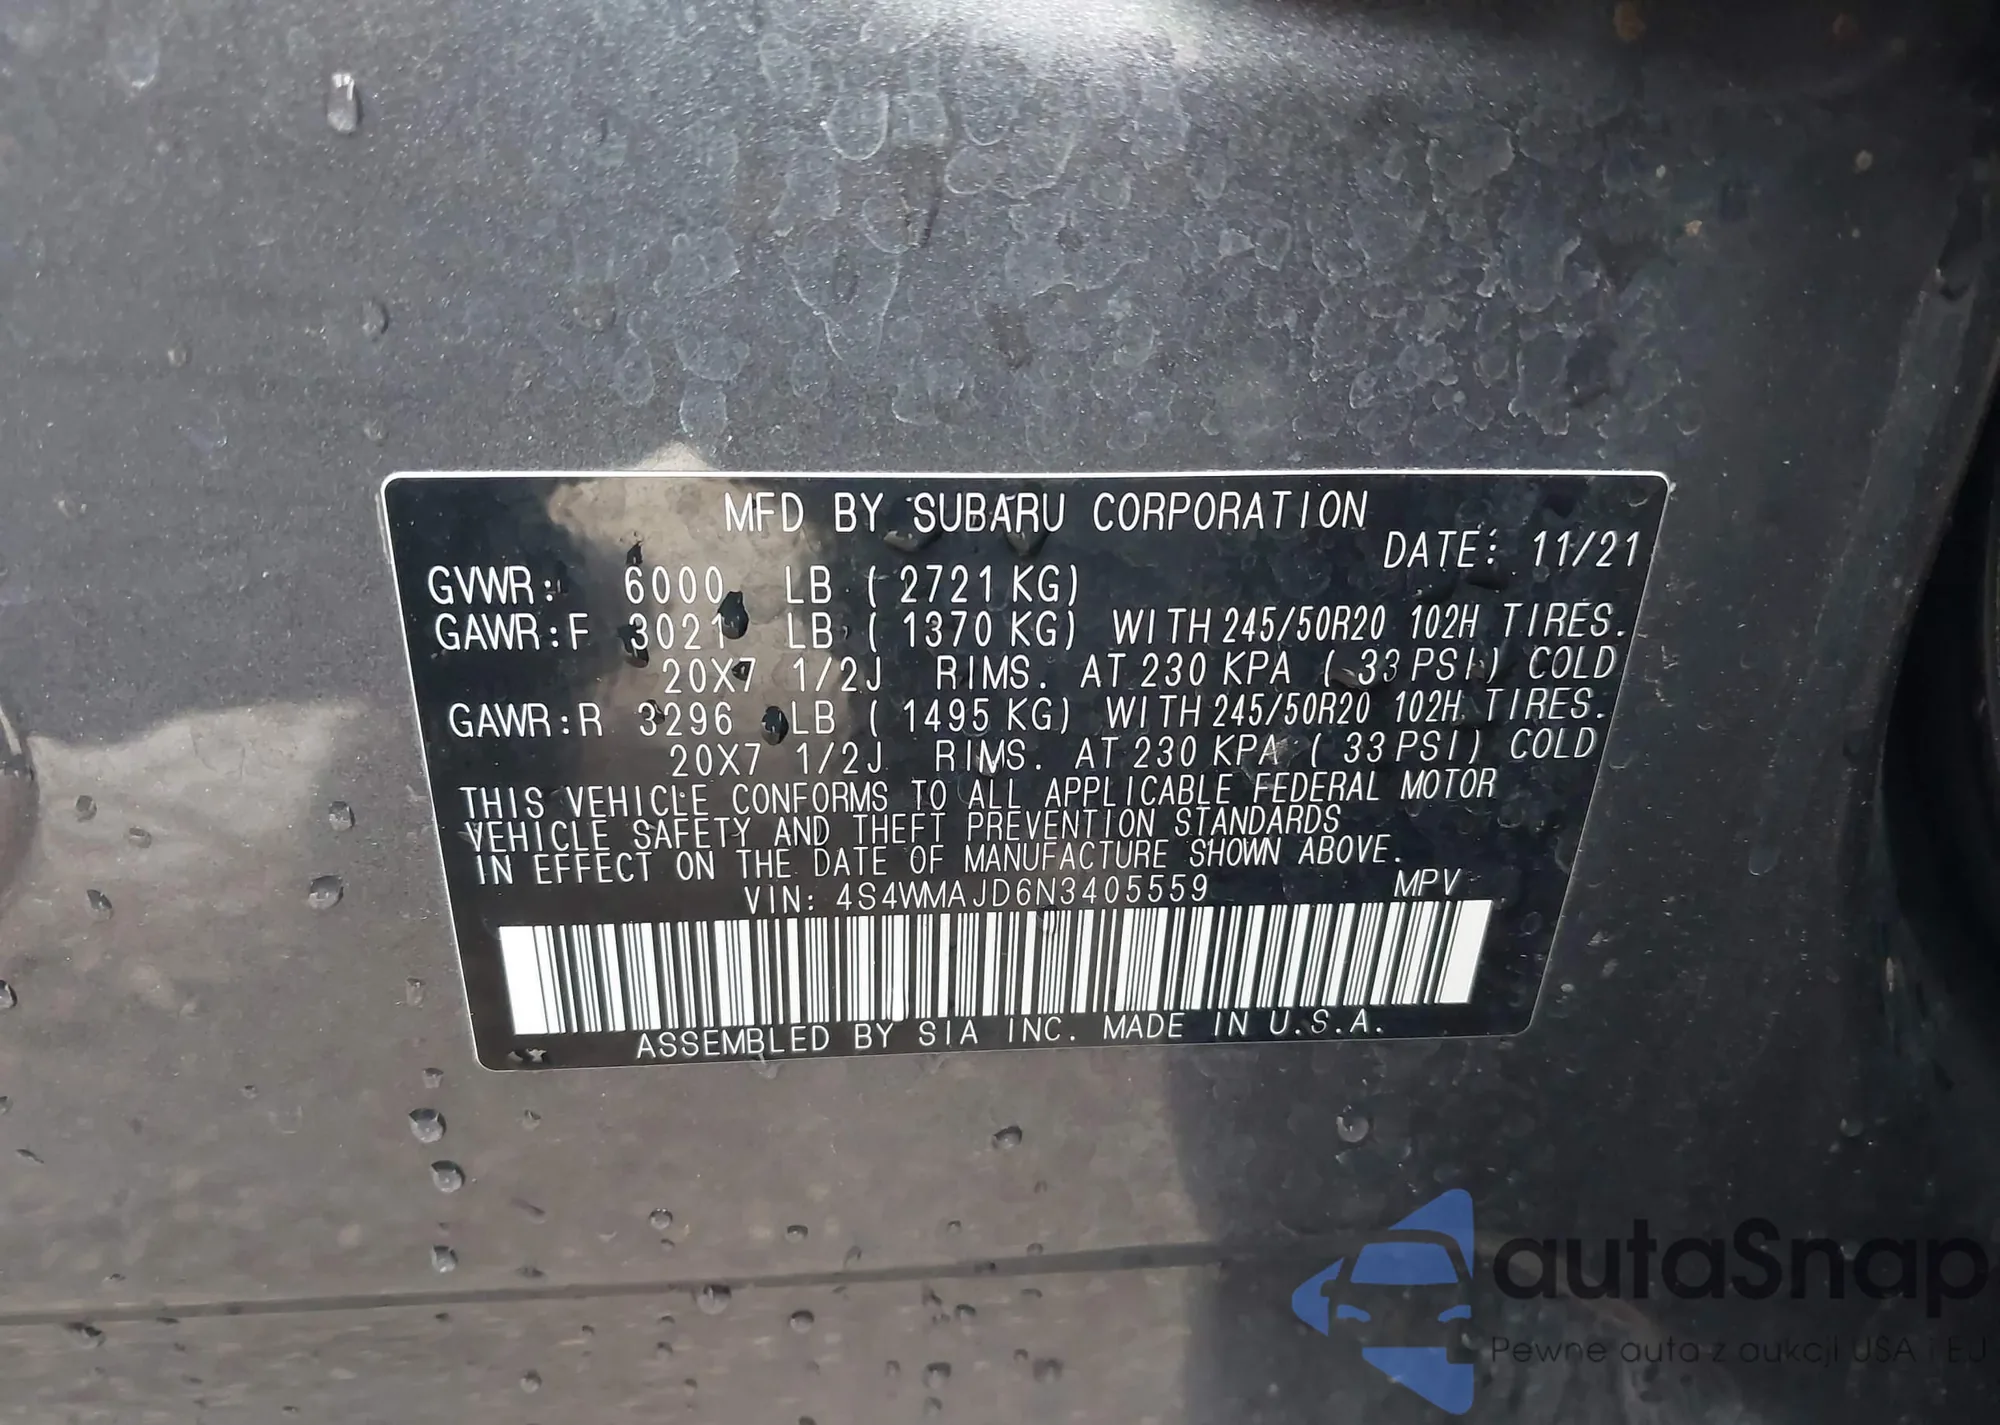 MFD BY SUBARU CORPORATION
DATE: 11/21
GVWR: 6000 LB ( 2721 KG)
GAWR:F 3021 LB ( 1370 KG) WITH 245/50R20 102H TIRES.
20X7 1/2J RIMS. AT 230 KPA ( 33 PSI) COLD
GAWR:R 3296 LB ( 1495 KG) WITH 245/50R20 102H TIRES.
20X7 1/2J RIMS. AT 230 KPA ( 33 PSI) COLD
THIS VEHICLE CONFORMS TO ALL APPLICABLE FEDERAL MOTOR
VEHICLE SAFETY AND THEFT PREVENTION STANDARDS
IN EFFECT ON THE DATE OF MANUFACTURE SHOWN ABOVE.
VIN: 4S4WMAJD6N3405559 MPV
ASSEMBLED BY SIA INC. MADE IN U.S.A.
autaSnap
Pewne auta z aukcji USA i EU